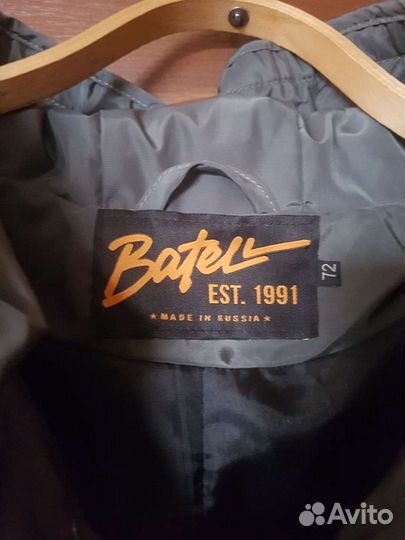 Batell
EST. 1991
★ MADE IN RUSSIA ★
72
Avito